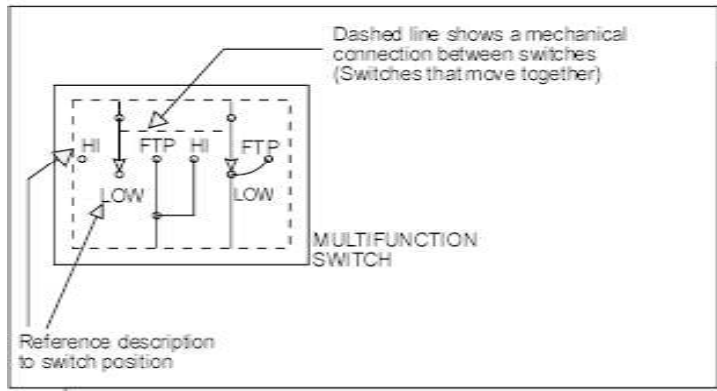 Dashed line shows a mechanical
connection between switches
(Switches that move together)
HI FTP HI FTP
LOW LOW
MULTIFUNCTION
SWITCH
Reference description
to switch position